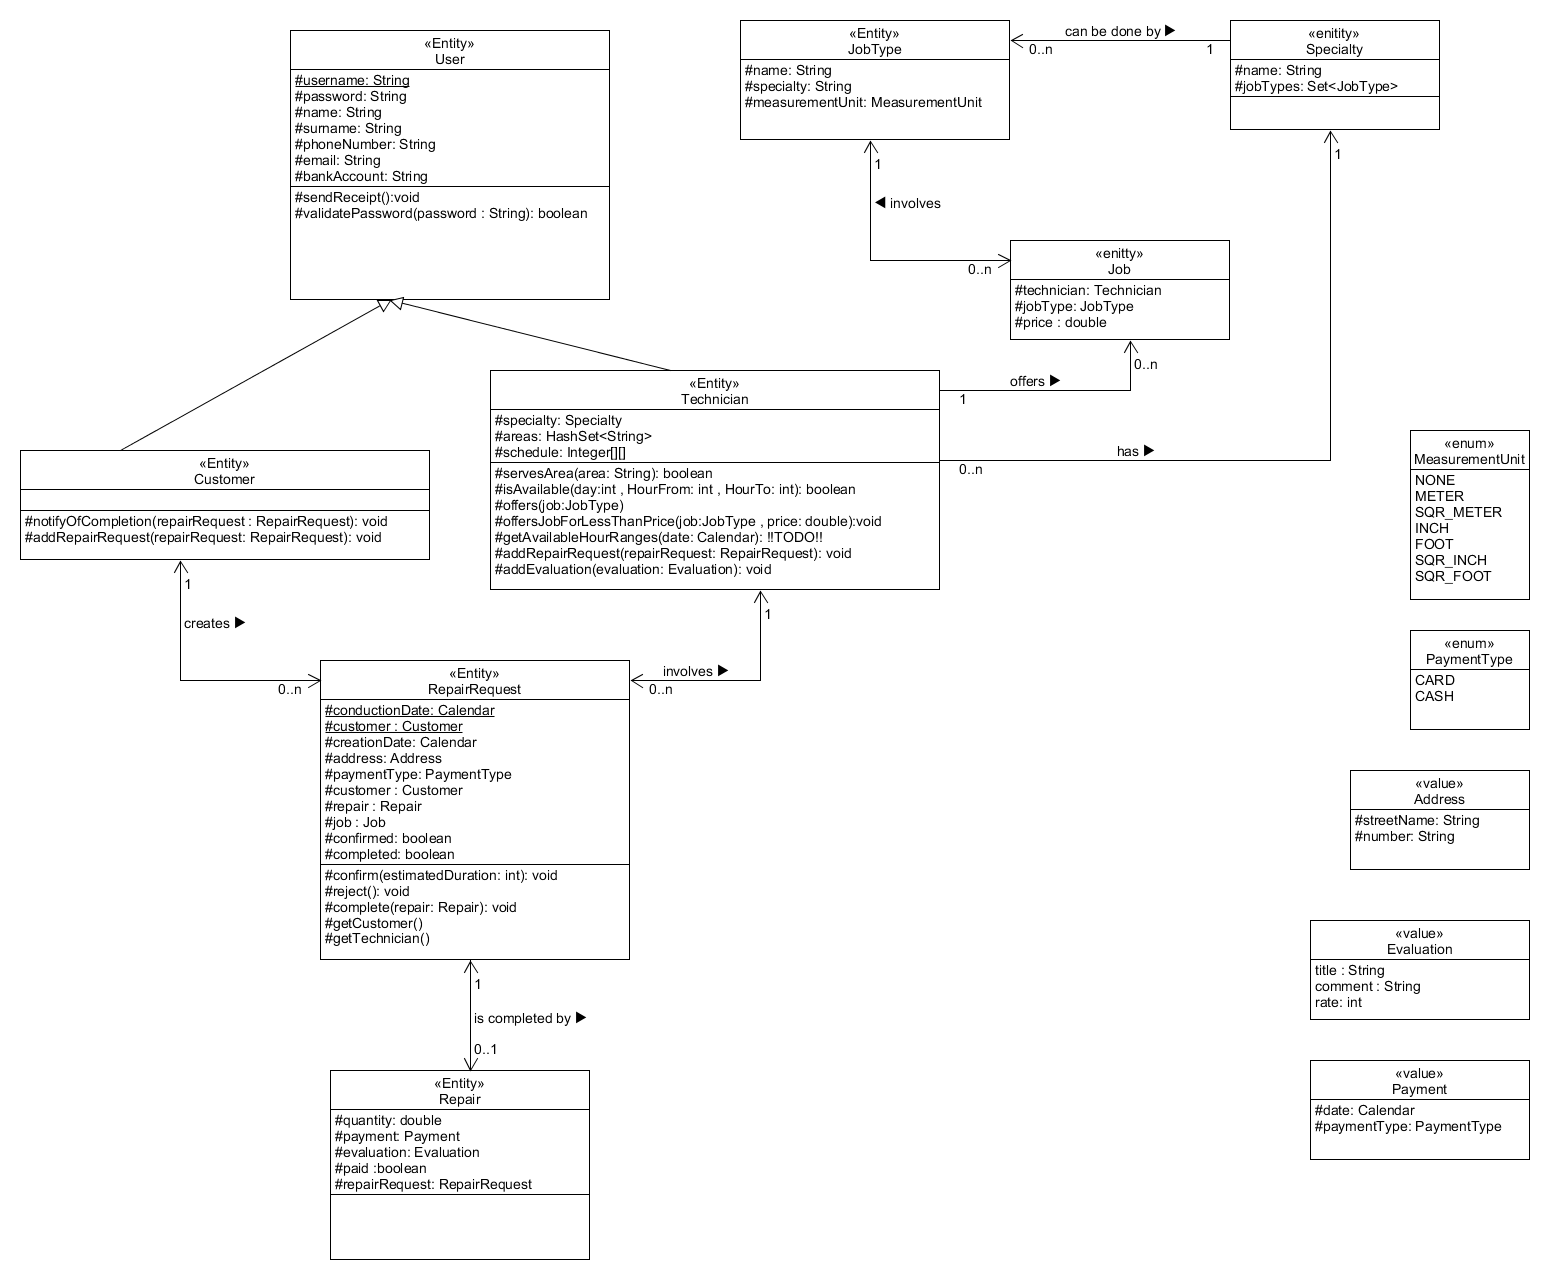 «Entity»
User
#username: String
#password: String
#name: String
#surname: String
#phoneNumber: String
#email: String
#bankAccount: String
#sendReceipt():void
#validatePassword(password : String): boolean
«Entity»
JobType
#name: String
#specialty: String
#measurementUnit: MeasurementUnit
can be done by ▶
0..n
1
«enitity»
Specialty
#name: String
#jobTypes: Set<JobType>
1
◀ involves
0..n
1
«enitty»
Job
#technician: Technician
#jobType: JobType
#price : double
0..n
offers ▶
1
has ▶
0..n
«Entity»
Technician
#specialty: Specialty
#areas: HashSet<String>
#schedule: Integer[][]
#servesArea(area: String): boolean
#isAvailable(day:int , HourFrom: int , HourTo: int): boolean
#offers(job:JobType)
#offersJobForLessThanPrice(job:JobType , price: double):void
#getAvailableHourRanges(date: Calendar): !!TODO!!
#addRepairRequest(repairRequest: RepairRequest): void
#addEvaluation(evaluation: Evaluation): void
«Entity»
Customer
#notifyOfCompletion(repairRequest : RepairRequest): void
#addRepairRequest(repairRequest: RepairRequest): void
1
creates ▶
0..n
1
involves ▶
0..n
«Entity»
RepairRequest
#conductionDate: Calendar
#customer : Customer
#creationDate: Calendar
#address: Address
#paymentType: PaymentType
#customer : Customer
#repair : Repair
#job : Job
#confirmed: boolean
#completed: boolean
#confirm(estimatedDuration: int): void
#reject(): void
#complete(repair: Repair): void
#getCustomer()
#getTechnician()
1
is completed by ▶
0..1
«Entity»
Repair
#quantity: double
#payment: Payment
#evaluation: Evaluation
#paid :boolean
#repairRequest: RepairRequest
«enum»
MeasurementUnit
NONE
METER
SQR_METER
INCH
FOOT
SQR_INCH
SQR_FOOT
«enum»
PaymentType
CARD
CASH
«value»
Address
#streetName: String
#number: String
«value»
Evaluation
title : String
comment : String
rate: int
«value»
Payment
#date: Calendar
#paymentType: PaymentType